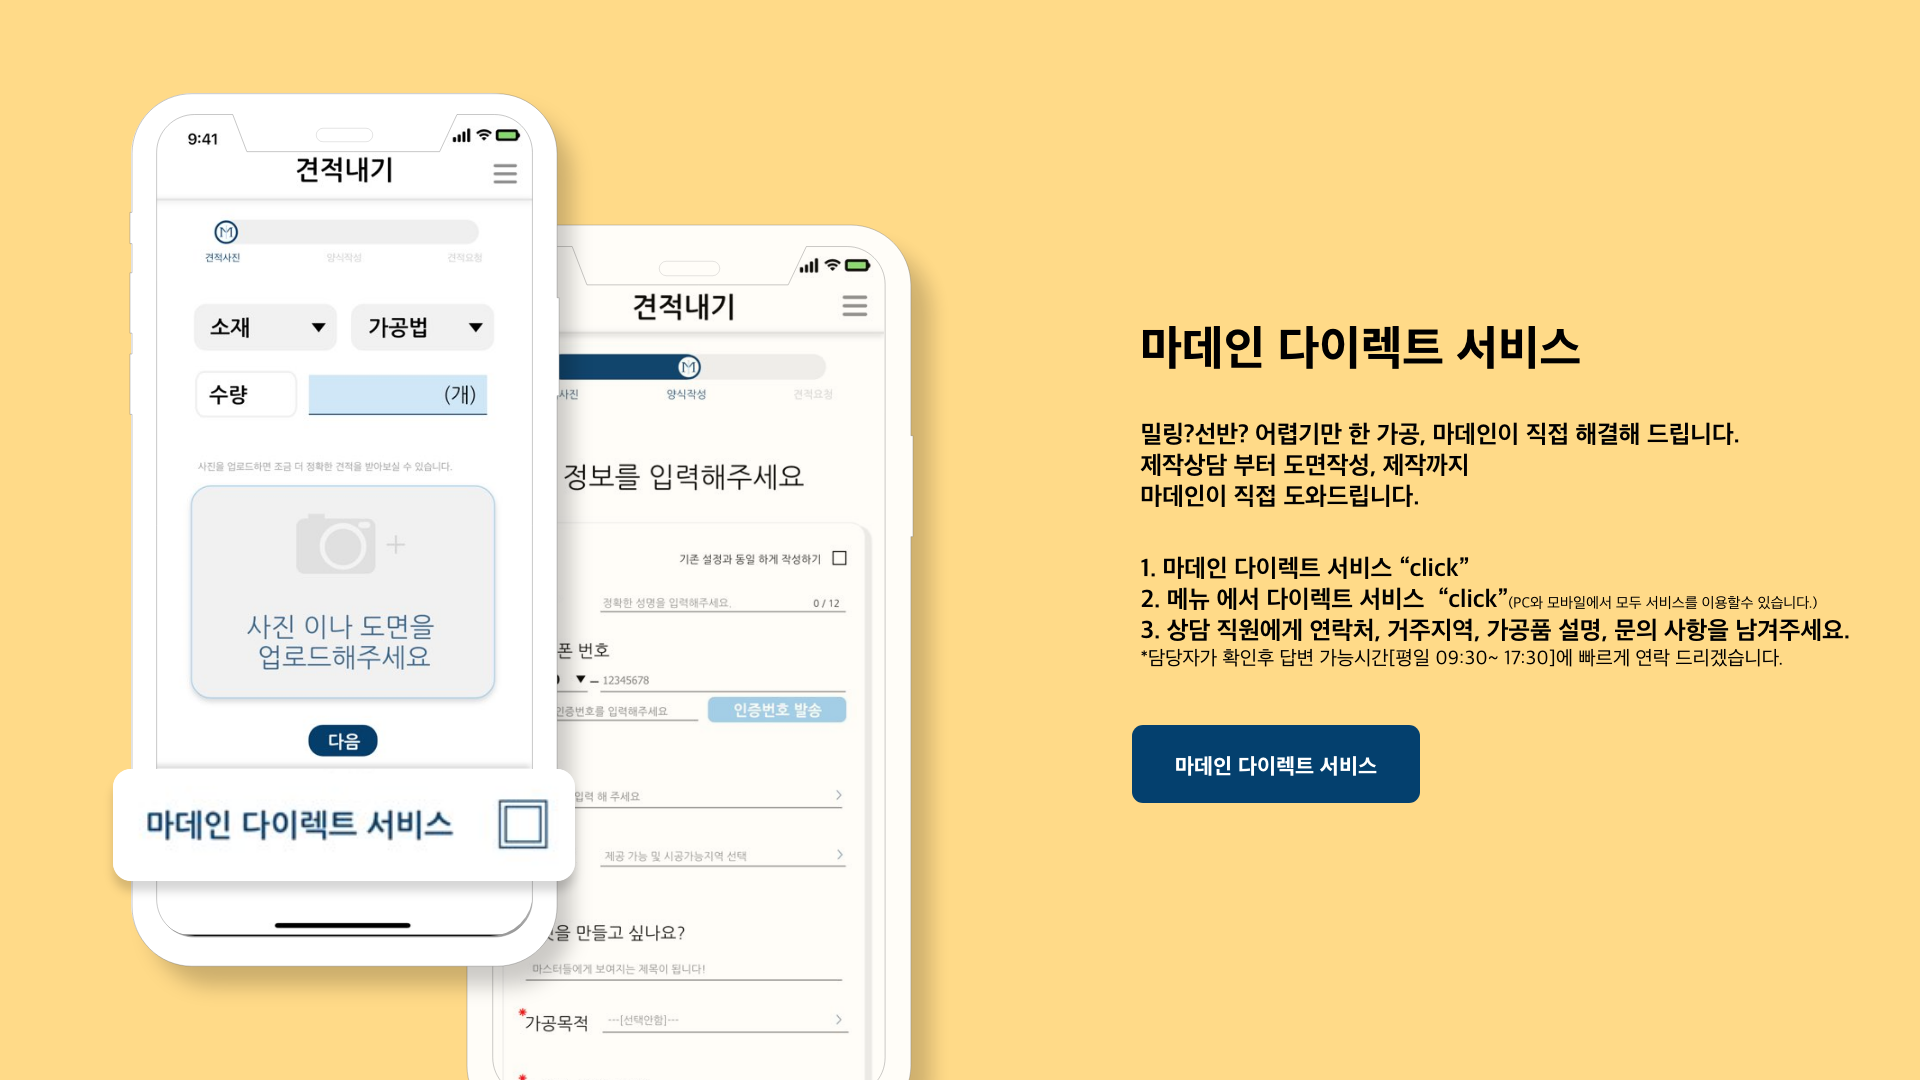 9:41
견적내기
견적사진
양식작성
견적요청
소재
가공법
수량
(개)
사진을 업로드하면 조금 더 정확한 견적을 받아보실 수 있습니다.
사진 이나 도면을
업로드해주세요
다음
마데인 다이렉트 서비스
견적내기
사진
양식작성
견적요청
정보를 입력해주세요
기존 설정과 동일 하게 작성하기
정확한 성명을 입력해주세요.
0 / 12
폰 번호
12345678
인증번호를 입력해주세요
인증번호 발송
입력 해 주세요
제공 가능 및 시공가능지역 선택
을 만들고 싶나요?
마스터들에게 보여지는 제목이 됩니다!
*가공목적
---[선택안함]---
*
마데인 다이렉트 서비스
밀링?선반? 어렵기만 한 가공, 마데인이 직접 해결해 드립니다.
제작상담 부터 도면작성, 제작까지
마데인이 직접 도와드립니다.
1. 마데인 다이렉트 서비스 “click”
2. 메뉴 에서 다이렉트 서비스 “click”(PC와 모바일에서 모두 서비스를 이용할수 있습니다.)
3. 상담 직원에게 연락처, 거주지역, 가공품 설명, 문의 사항을 남겨주세요.
*담당자가 확인후 답변 가능시간[평일 09:30~ 17:30]에 빠르게 연락 드리겠습니다.
마데인 다이렉트 서비스